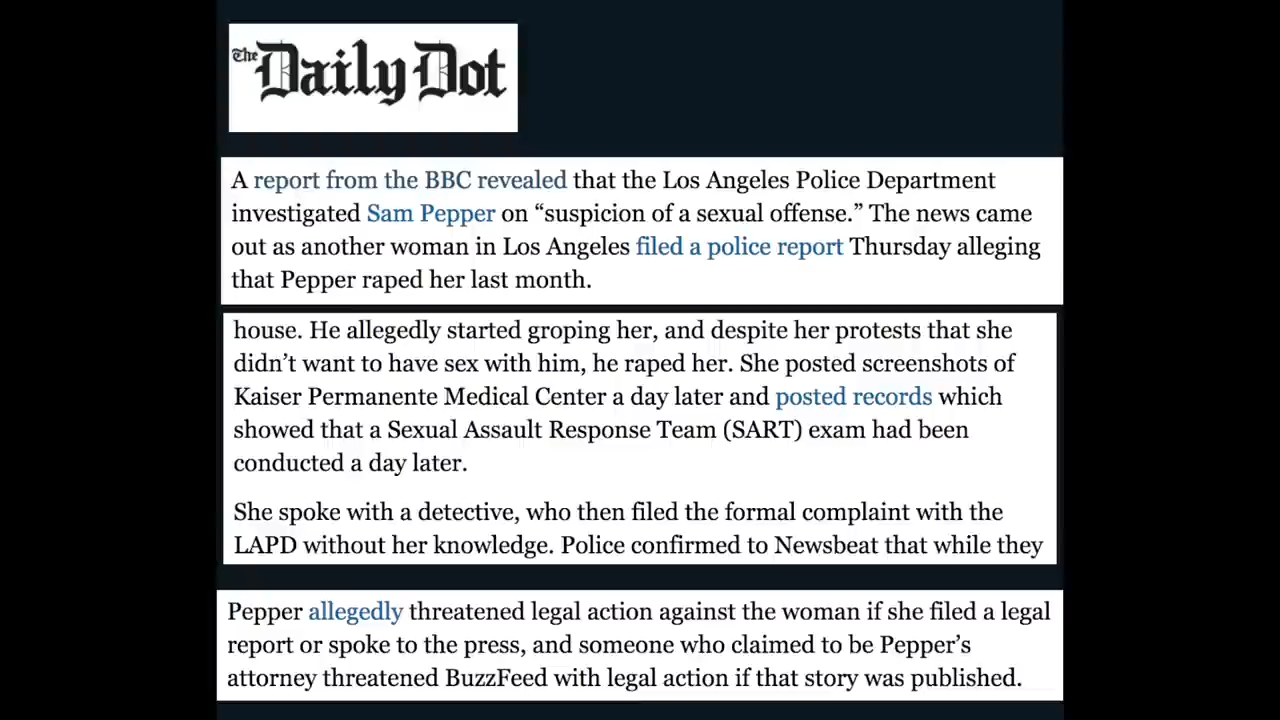 The Daily Dot
A report from the BBC revealed that the Los Angeles Police Department
investigated Sam Pepper on “suspicion of a sexual offense.” The news came
out as another woman in Los Angeles filed a police report Thursday alleging
that Pepper raped her last month.
house. He allegedly started groping her, and despite her protests that she
didn’t want to have sex with him, he raped her. She posted screenshots of
Kaiser Permanente Medical Center a day later and posted records which
showed that a Sexual Assault Response Team (SART) exam had been
conducted a day later.
She spoke with a detective, who then filed the formal complaint with the
LAPD without her knowledge. Police confirmed to Newsbeat that while they
Pepper allegedly threatened legal action against the woman if she filed a legal
report or spoke to the press, and someone who claimed to be Pepper’s
attorney threatened BuzzFeed with legal action if that story was published.